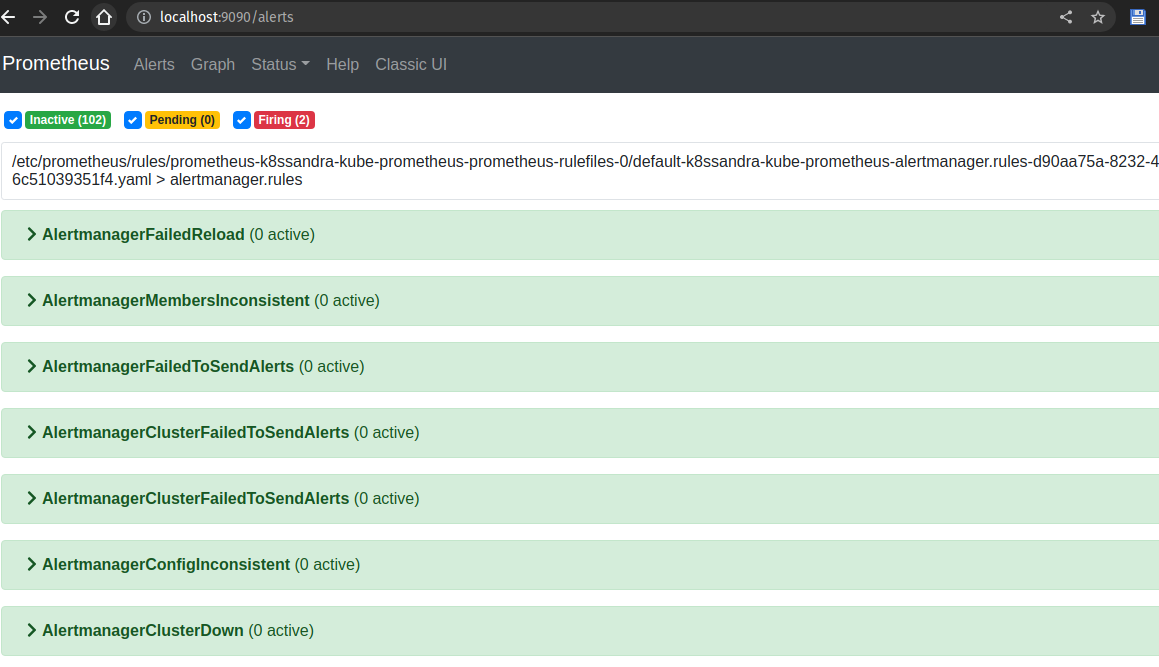 localhost:9090/alerts
Prometheus Alerts Graph Status Help Classic UI
Inactive (102) Pending (0) Firing (2)
/etc/prometheus/rules/prometheus-k8ssandra-kube-prometheus-prometheus-rulefiles-0/default-k8ssandra-kube-prometheus-alertmanager.rules-d90aa75a-8232-4
6c51039351f4.yaml > alertmanager.rules
AlertmanagerFailedReload (0 active)
AlertmanagerMembersInconsistent (0 active)
AlertmanagerFailedToSendAlerts (0 active)
AlertmanagerClusterFailedToSendAlerts (0 active)
AlertmanagerClusterFailedToSendAlerts (0 active)
AlertmanagerConfigInconsistent (0 active)
AlertmanagerClusterDown (0 active)